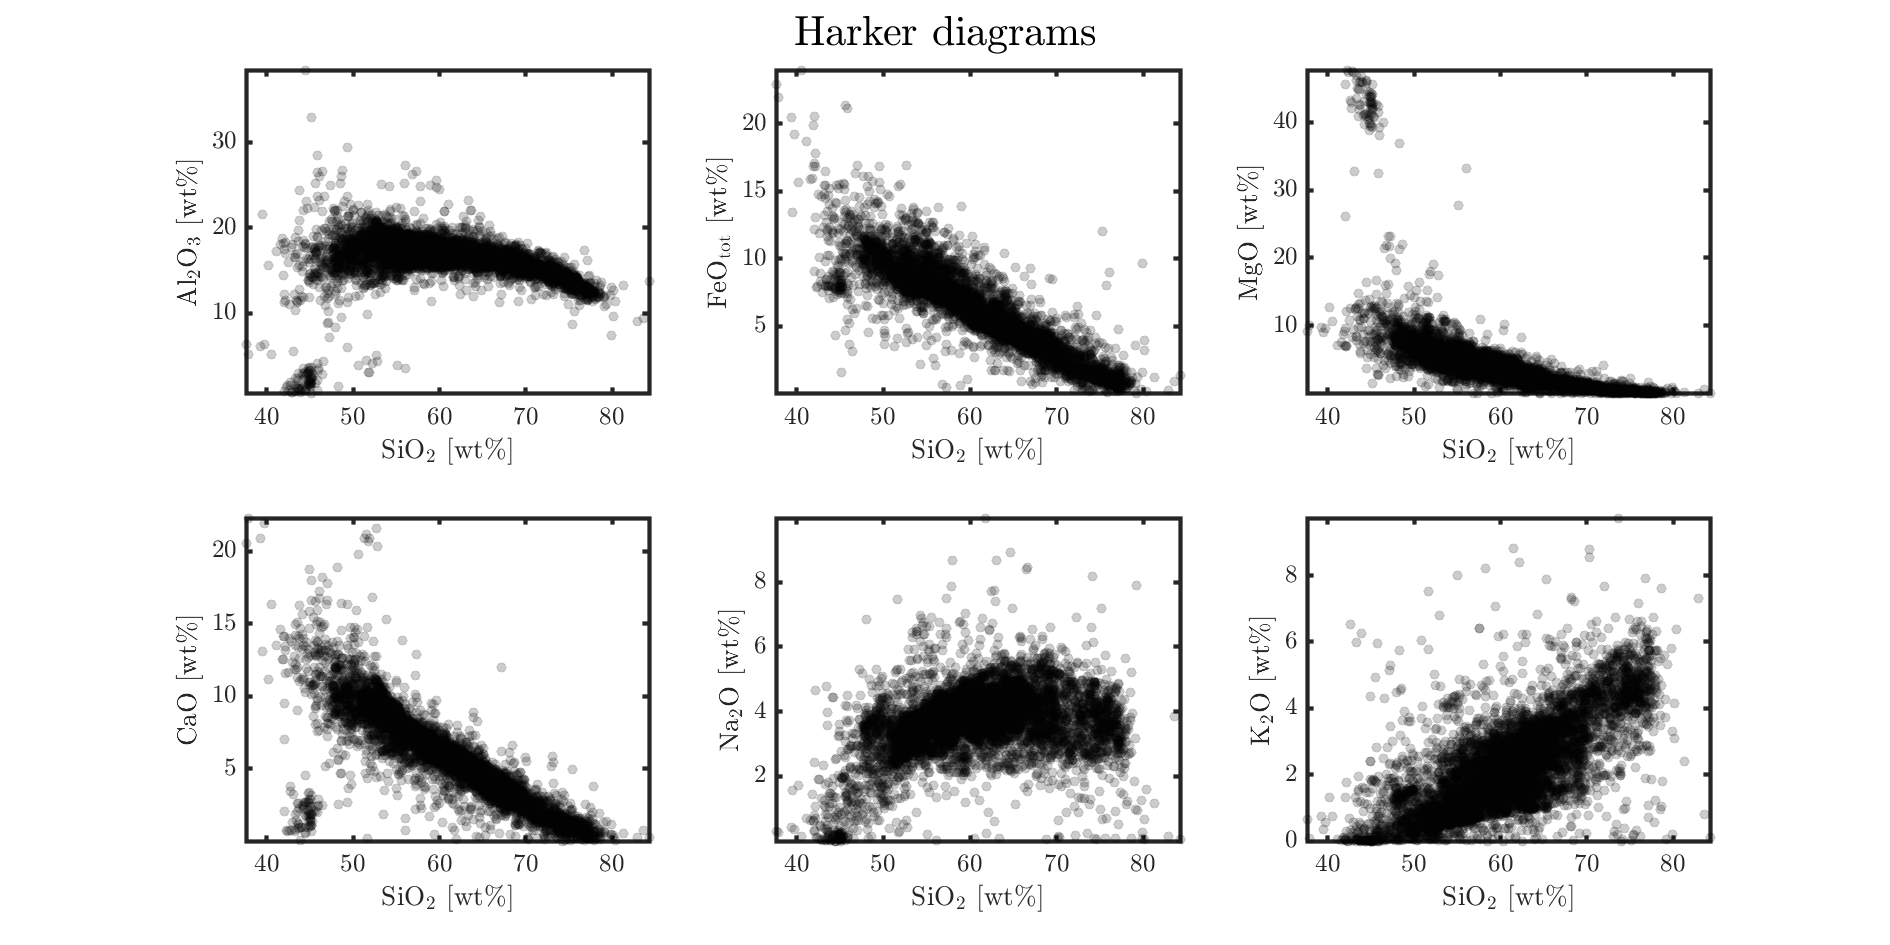 Harker diagrams
Al₂O₃ [wt%]
30
20
10
40 50 60 70 80
SiO₂ [wt%]
FeOₜₒₜ [wt%]
20
15
10
5
40 50 60 70 80
SiO₂ [wt%]
MgO [wt%]
40
30
20
10
40 50 60 70 80
SiO₂ [wt%]
CaO [wt%]
20
15
10
5
40 50 60 70 80
SiO₂ [wt%]
Na₂O [wt%]
8
6
4
2
40 50 60 70 80
SiO₂ [wt%]
K₂O [wt%]
8
6
4
2
0
40 50 60 70 80
SiO₂ [wt%]